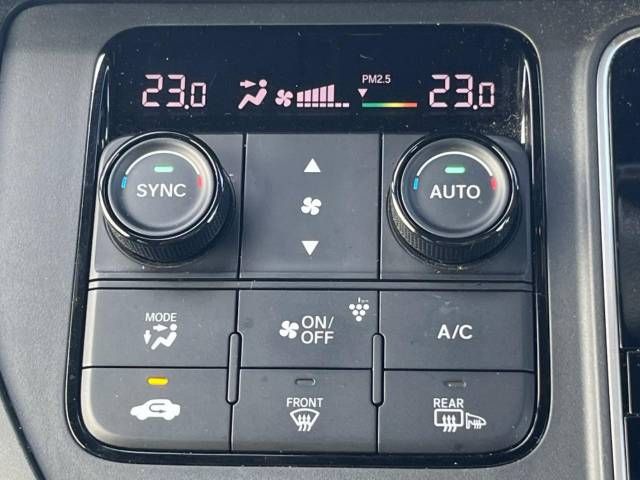 23.0 PM2.5 23.0
SYNC AUTO
MODE
ON/
OFF
A/C
FRONT
REAR